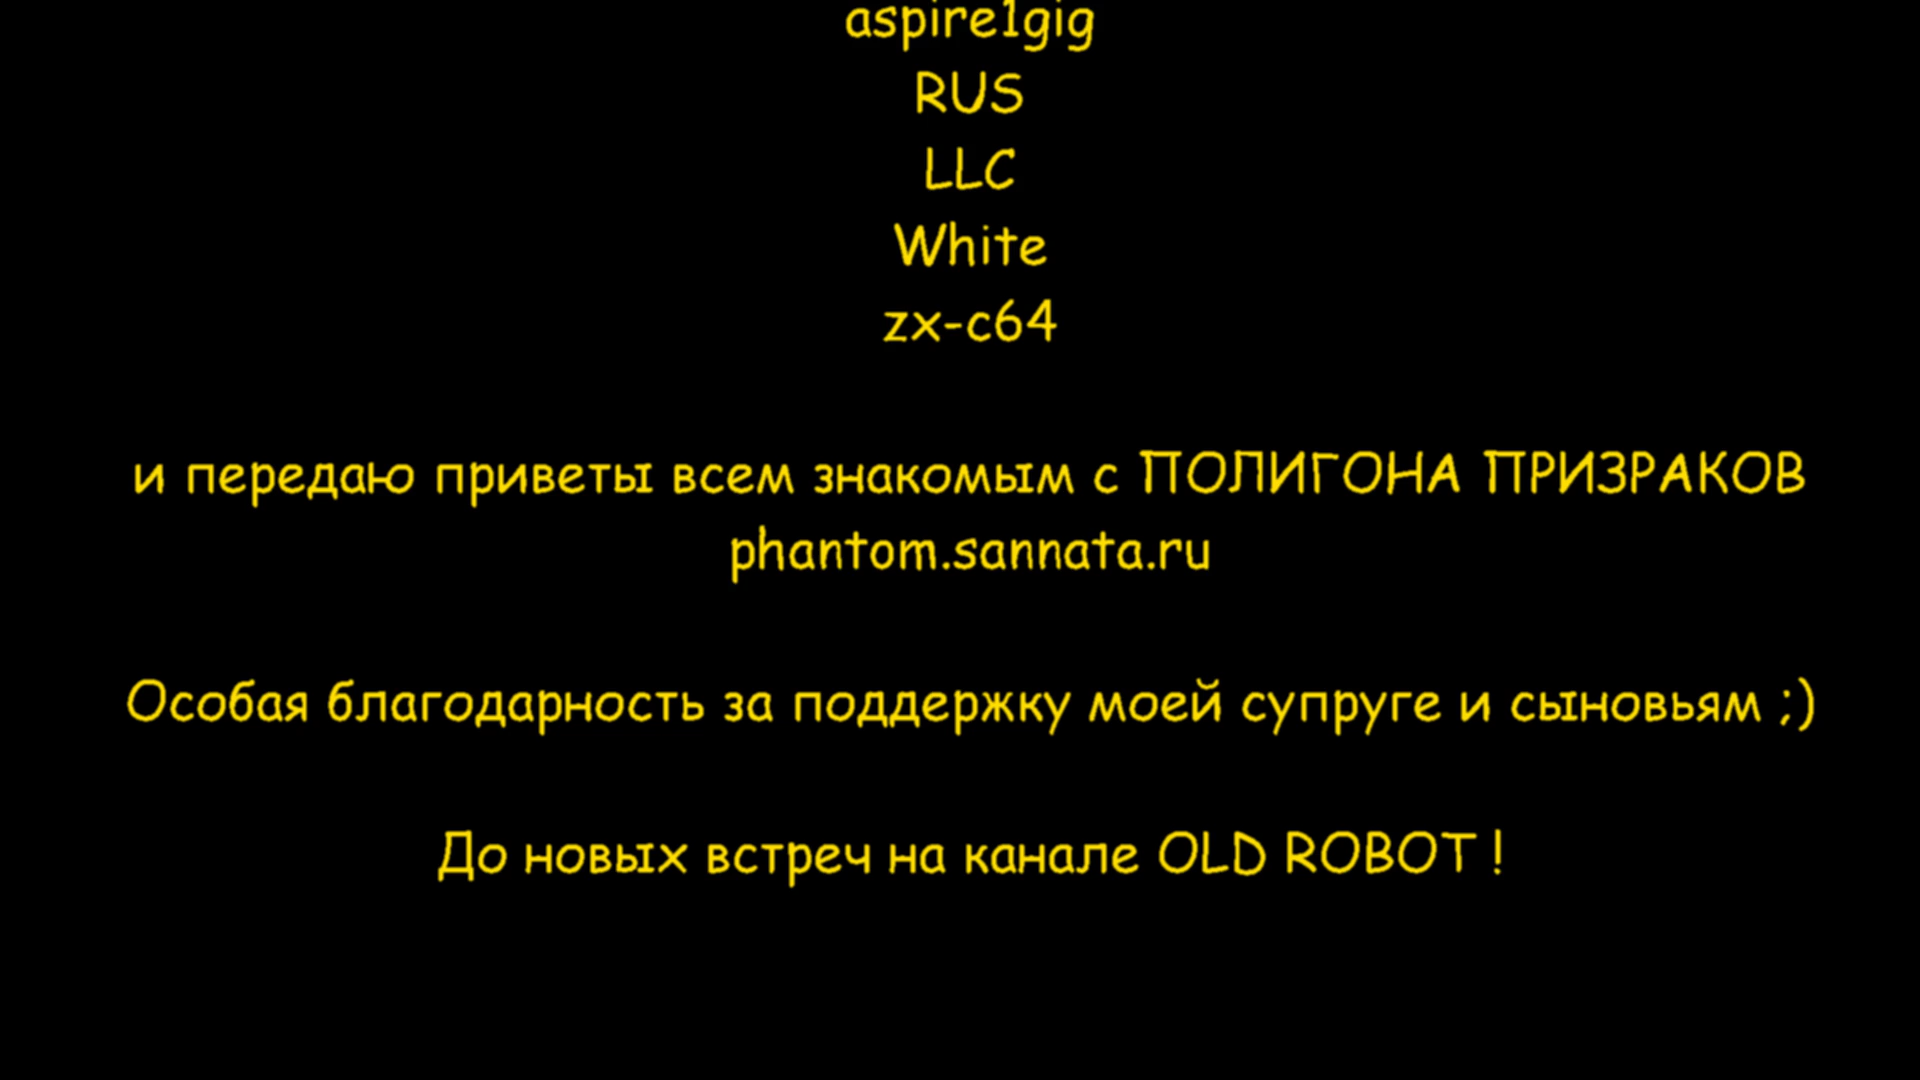 aspire1gig
RUS
LLC
White
zx-c64
и передаю приветы всем знакомым с ПОЛИГОНА ПРИЗРАКОВ
phantom.sannata.ru
Особая благодарность за поддержку моей супруге и сыновьям ;)
До новых встреч на канале OLD ROBOT !